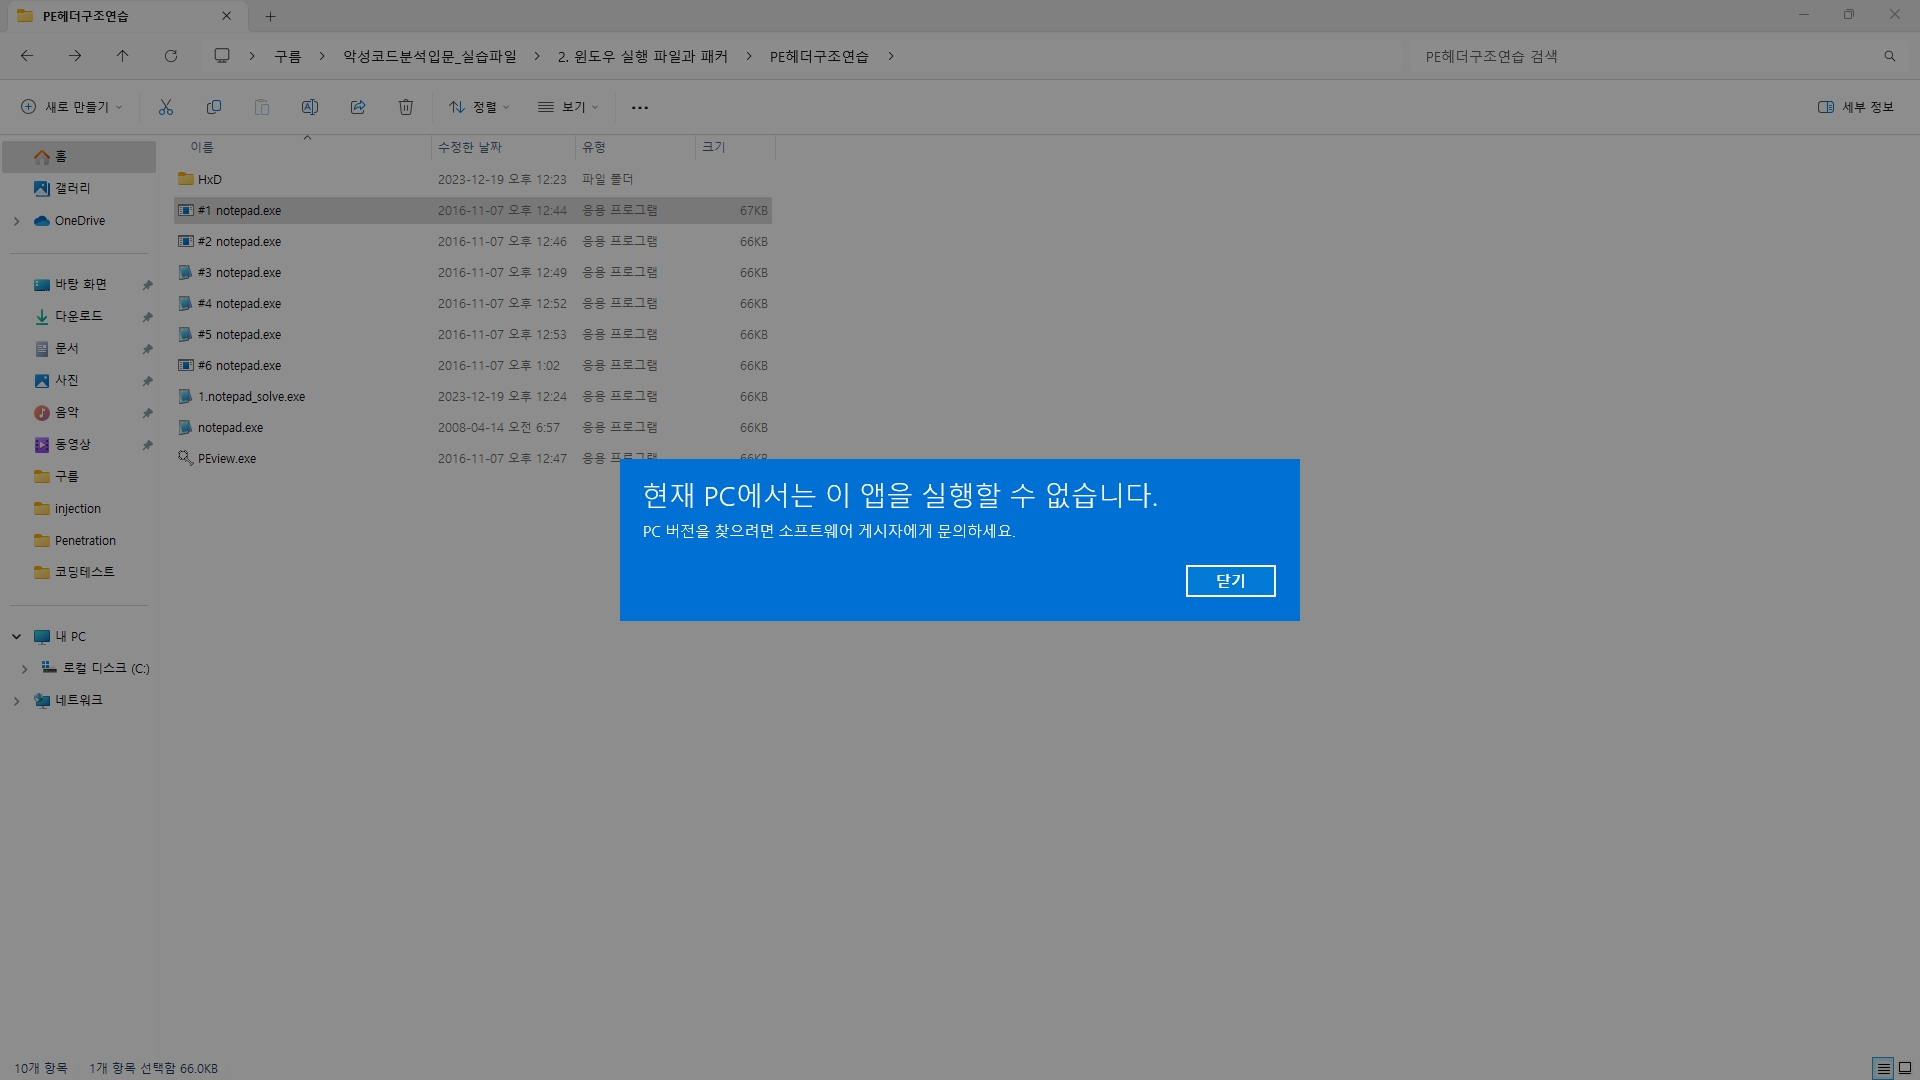 PE헤더구조연습
구름 > 악성코드분석입문_실습파일 > 2. 윈도우 실행 파일과 패커 > PE헤더구조연습 >
PE헤더구조연습 검색
새로 만들기
정렬
보기
세부 정보
이름 수정한 날짜 유형 크기
HxD 2023-12-19 오후 12:23 파일 폴더
#1 notepad.exe 2016-11-07 오후 12:44 응용 프로그램 67KB
#2 notepad.exe 2016-11-07 오후 12:46 응용 프로그램 66KB
#3 notepad.exe 2016-11-07 오후 12:49 응용 프로그램 66KB
#4 notepad.exe 2016-11-07 오후 12:52 응용 프로그램 66KB
#5 notepad.exe 2016-11-07 오후 12:53 응용 프로그램 66KB
#6 notepad.exe 2016-11-07 오후 1:02 응용 프로그램 66KB
1.notepad_solve.exe 2023-12-19 오후 12:24 응용 프로그램 66KB
notepad.exe 2008-04-14 오전 6:57 응용 프로그램 66KB
PEview.exe 2016-11-07 오후 12:47 응용 프로그램 66KB
홈
갤러리
OneDrive
바탕 화면
다운로드
문서
사진
음악
동영상
구름
injection
Penetration
코딩테스트
내 PC
로컬 디스크 (C:)
네트워크
현재 PC에서는 이 앱을 실행할 수 없습니다.
PC 버전을 찾으려면 소프트웨어 게시자에게 문의하세요.
닫기
10개 항목 1개 항목 선택함 66.0KB